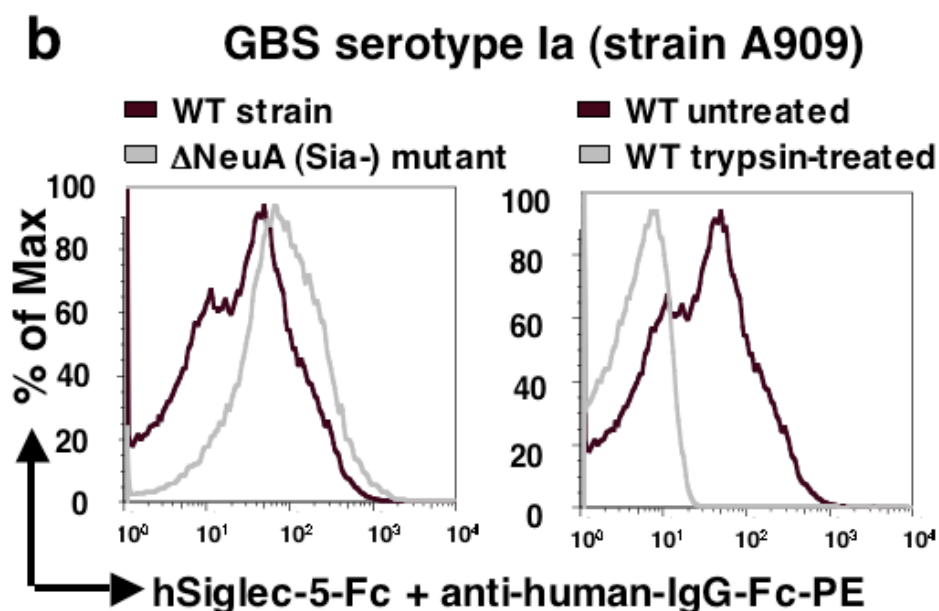 b
GBS serotype Ia (strain A909)
WT strain
ΔNeuA (Sia-) mutant
WT untreated
WT trypsin-treated
% of Max
100
80
60
40
20
0
10⁰ 10¹ 10² 10³ 10⁴
100
80
60
40
20
0
10⁰ 10¹ 10² 10³ 10⁴
hSiglec-5-Fc + anti-human-IgG-Fc-PE